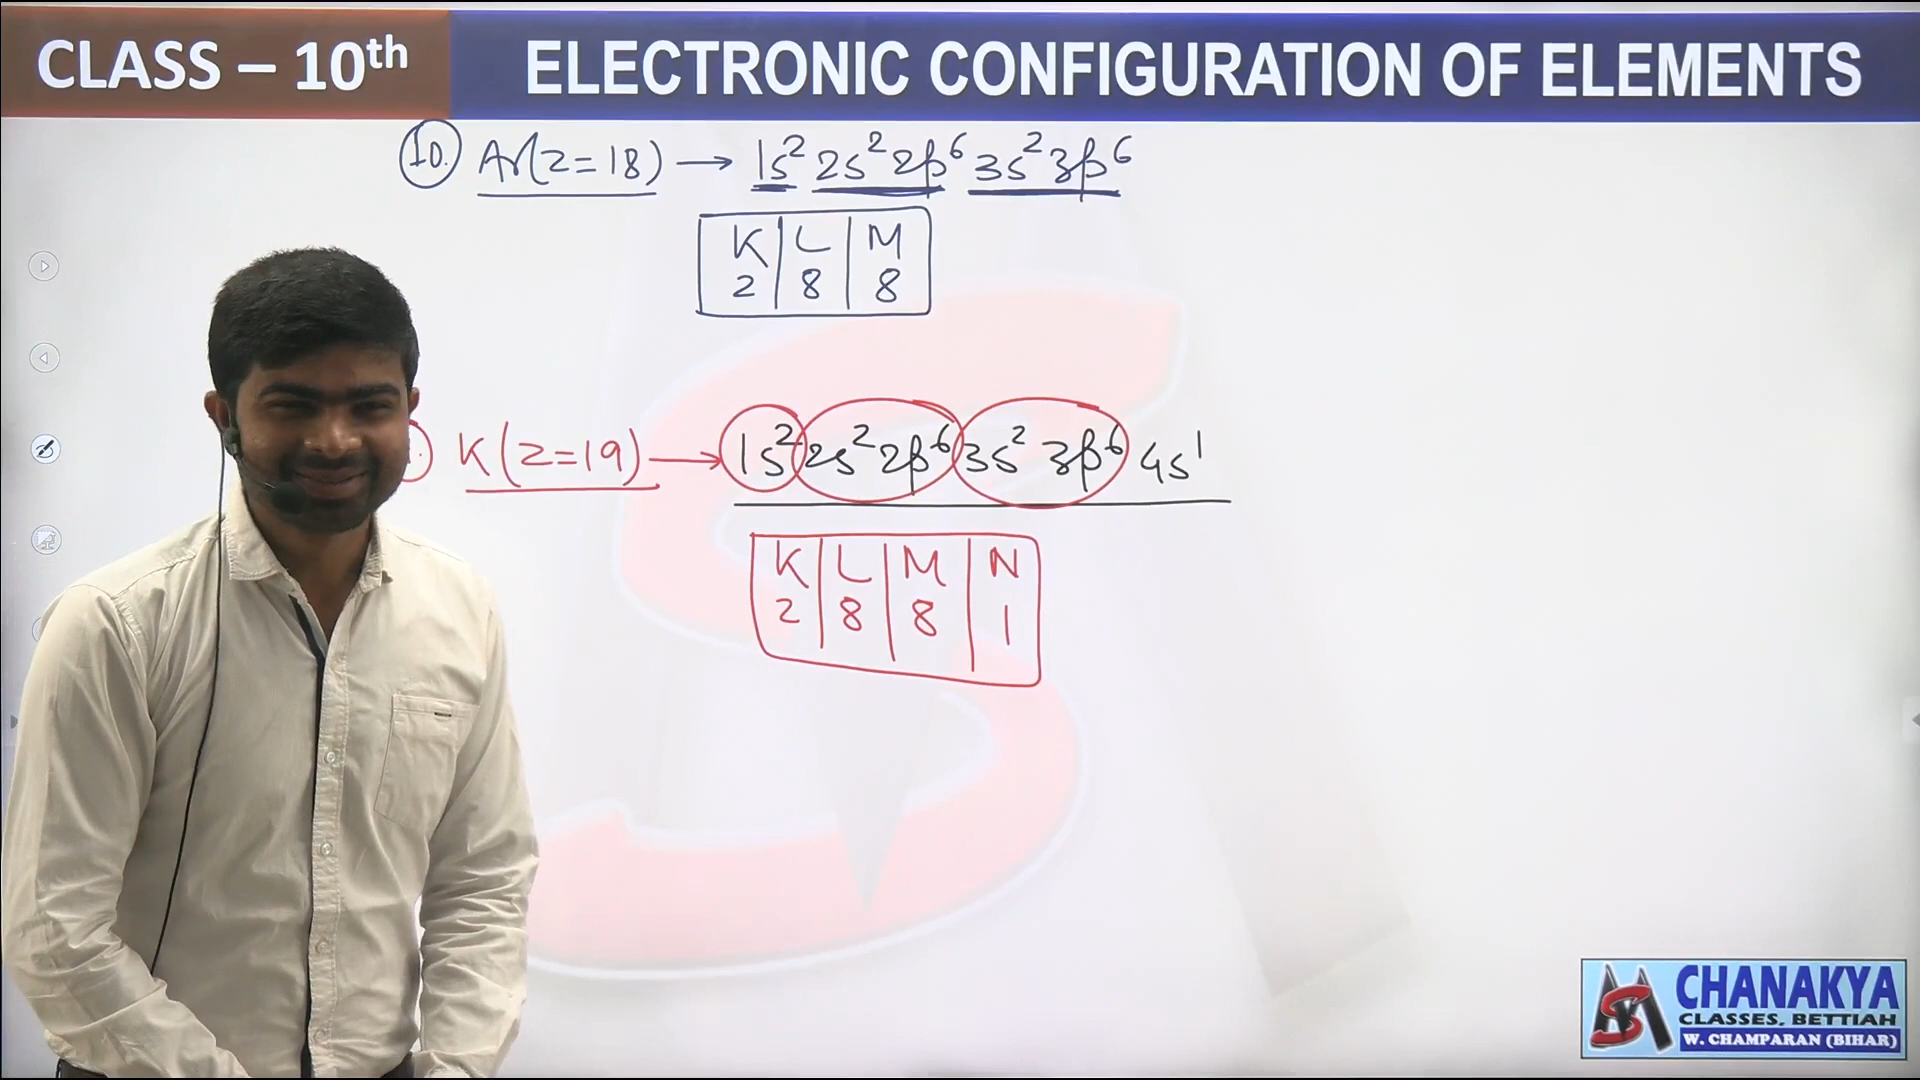 CLASS – 10th
ELECTRONIC CONFIGURATION OF ELEMENTS
10. Ar(z=18) → 1s² 2s² 2p⁶ 3s² 3p⁶
K | L | M
2 | 8 | 8
K(z=19) → 1s² 2s² 2p⁶ 3s² 3p⁶ 4s¹
K | L | M | N
2 | 8 | 8 | 1
CHANAKYA
CLASSES, BETTIAH
W. CHAMPARAN (BIHAR)